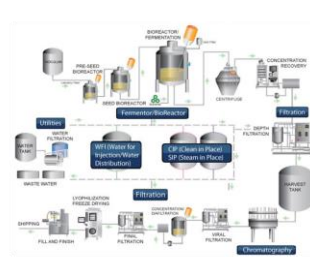 BIOREACTOR/
FERMENTATION
PRE-SEED
BIOREACTOR
CONCENTRATION
RECOVERY
SEED BIOREACTOR
CENTRIFUGE
Fermentor/BioReactor
Utilities
Filtration
WATER
FILTRATION
WFI (Water for
Injection/Water
Distribution)
CIP (Clean in Place)
SIP (Steam in Place)
DEPTH
FILTRATION
WATER
TANK
WASTE WATER
Filtration
HARVEST
TANK
LYOPHILIZATION
FREEZE DRYING
CONCENTRATION
DIAFILTRATION
SHIPPING
FILL AND FINISH
FINAL
FILTRATION
VIRAL
FILTRATION
Chromatography